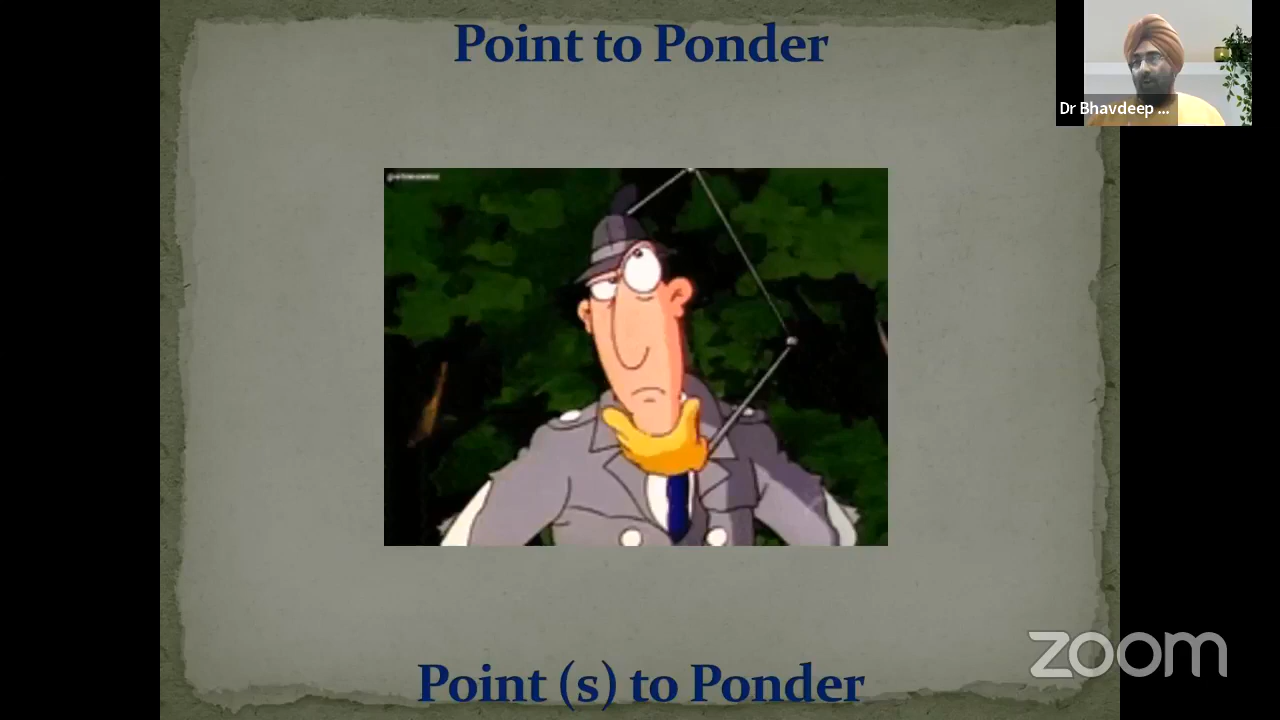 Point to Ponder
Dr Bhavdeep ...
zoom
Point (s) to Ponder